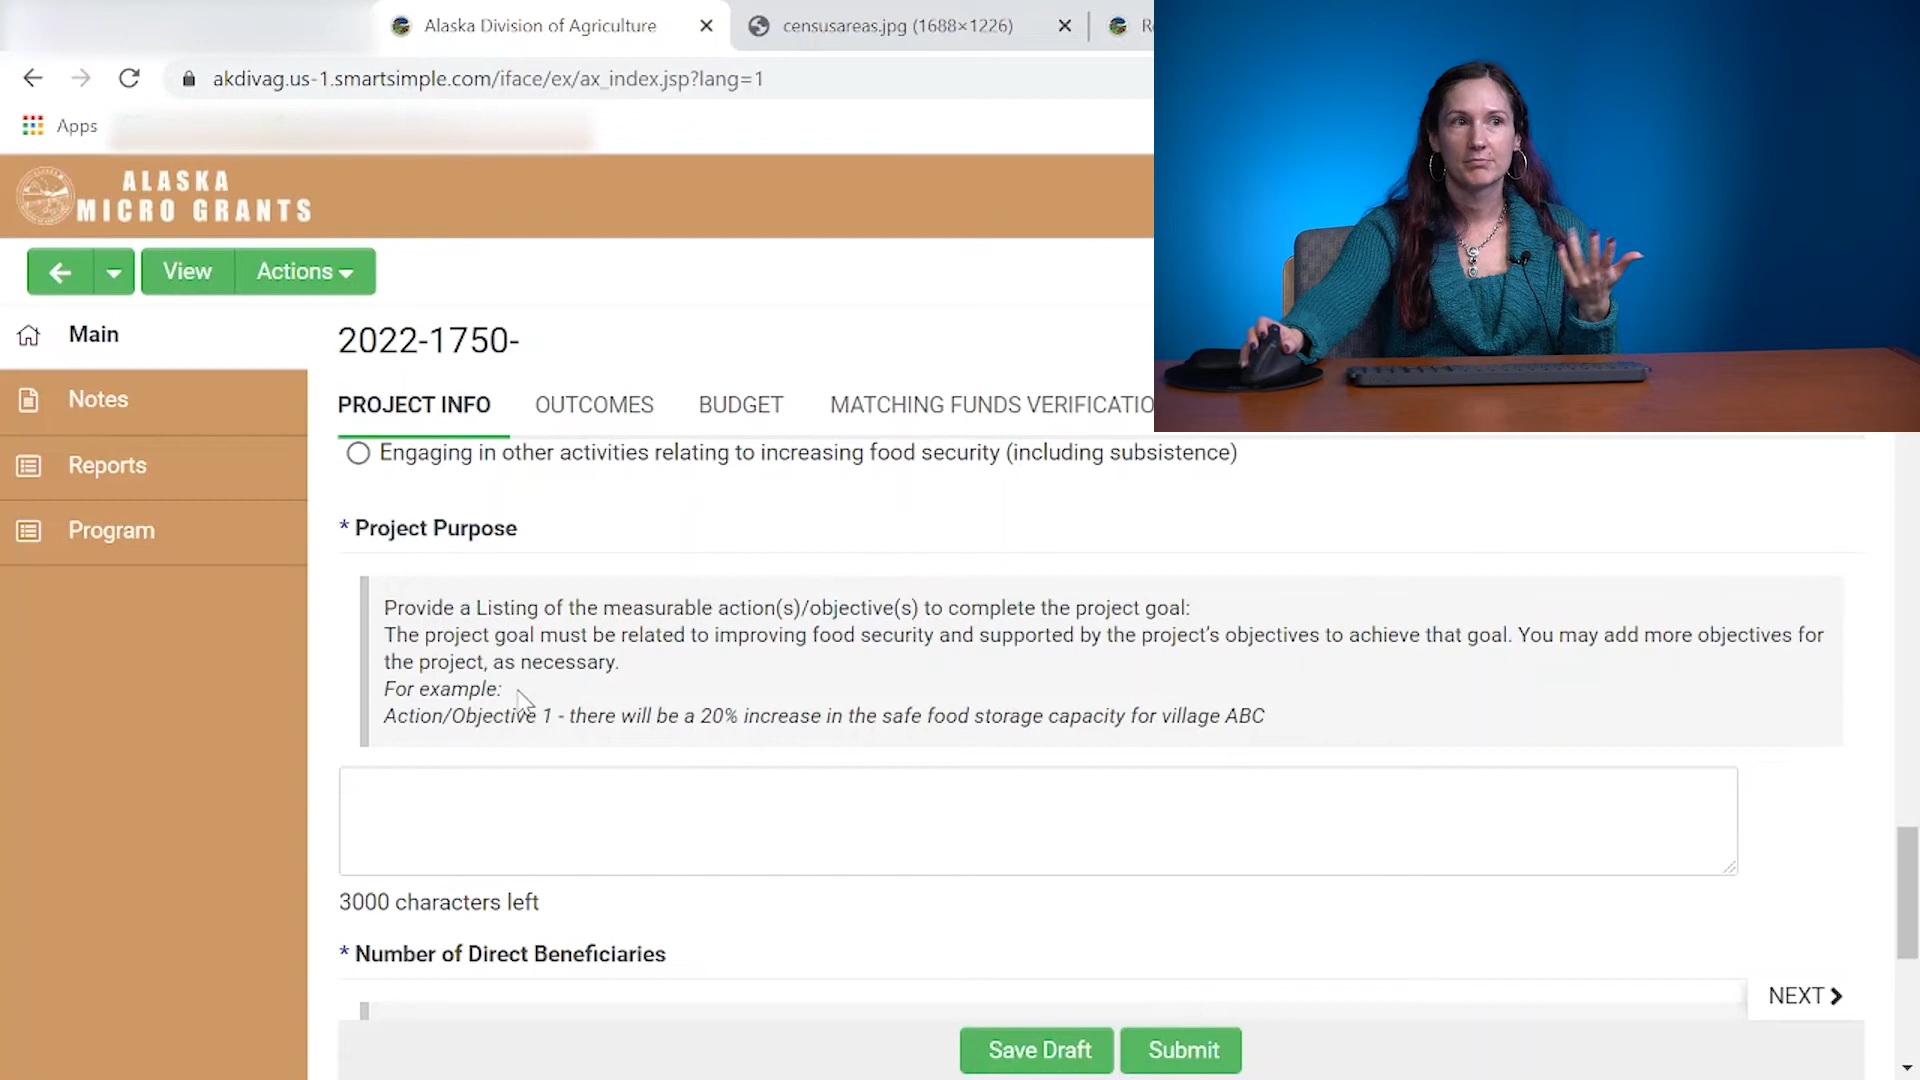 Alaska Division of Agriculture
censusareas.jpg (1688×1226)
akdivag.us-1.smartsimple.com/iface/ex/ax_index.jsp?lang=1
Apps
ALASKA
MICRO GRANTS
View
Actions
Main
Notes
Reports
Program
2022-1750-
PROJECT INFO OUTCOMES BUDGET MATCHING FUNDS VERIFICATIO
Engaging in other activities relating to increasing food security (including subsistence)
* Project Purpose
Provide a Listing of the measurable action(s)/objective(s) to complete the project goal:
The project goal must be related to improving food security and supported by the project's objectives to achieve that goal. You may add more objectives for
the project, as necessary.
For example:
Action/Objective 1 - there will be a 20% increase in the safe food storage capacity for village ABC
3000 characters left
* Number of Direct Beneficiaries
NEXT
Save Draft
Submit